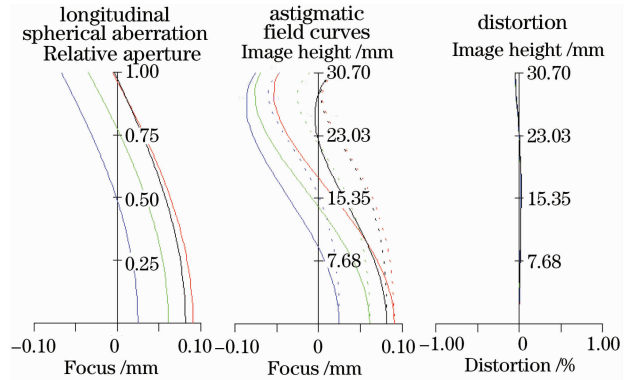 longitudinal
spherical aberration
Relative aperture
1.00
0.75
0.50
0.25
−0.10 0 0.10
Focus /mm
astigmatic
field curves
Image height /mm
30.70
23.03
15.35
7.68
−0.10 0 0.10
Focus /mm
distortion
Image height /mm
30.70
23.03
15.35
7.68
−1.00 0 1.00
Distortion /%